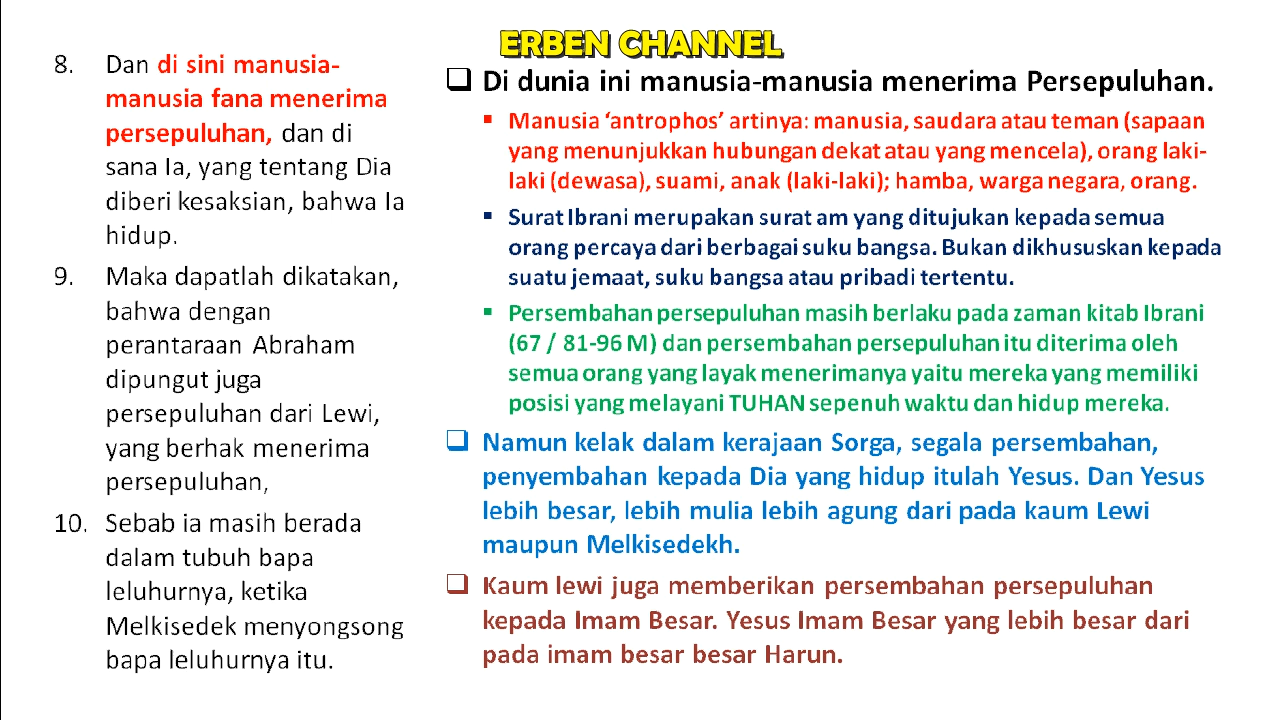 ERBEN CHANNEL
8. Dan di sini manusia-
manusia fana menerima
persepuluhan, dan di
sana Ia, yang tentang Dia
diberi kesaksian, bahwa Ia
hidup.
9. Maka dapatlah dikatakan,
bahwa dengan
perantaraan Abraham
dipungut juga
persepuluhan dari Lewi,
yang berhak menerima
persepuluhan,
10. Sebab ia masih berada
dalam tubuh bapa
leluhurnya, ketika
Melkisedek menyongsong
bapa leluhurnya itu.
❑ Di dunia ini manusia-manusia menerima Persepuluhan.
▪ Manusia ‘antrophos’ artinya: manusia, saudara atau teman (sapaan
yang menunjukkan hubungan dekat atau yang mencela), orang laki-
laki (dewasa), suami, anak (laki-laki); hamba, warga negara, orang.
▪ Surat Ibrani merupakan surat am yang ditujukan kepada semua
orang percaya dari berbagai suku bangsa. Bukan dikhususkan kepada
suatu jemaat, suku bangsa atau pribadi tertentu.
▪ Persembahan persepuluhan masih berlaku pada zaman kitab Ibrani
(67 / 81-96 M) dan persembahan persepuluhan itu diterima oleh
semua orang yang layak menerimanya yaitu mereka yang memiliki
posisi yang melayani TUHAN sepenuh waktu dan hidup mereka.
❑ Namun kelak dalam kerajaan Sorga, segala persembahan,
penyembahan kepada Dia yang hidup itulah Yesus. Dan Yesus
lebih besar, lebih mulia lebih agung dari pada kaum Lewi
maupun Melkisedekh.
❑ Kaum lewi juga memberikan persembahan persepuluhan
kepada Imam Besar. Yesus Imam Besar yang lebih besar dari
pada imam besar besar Harun.